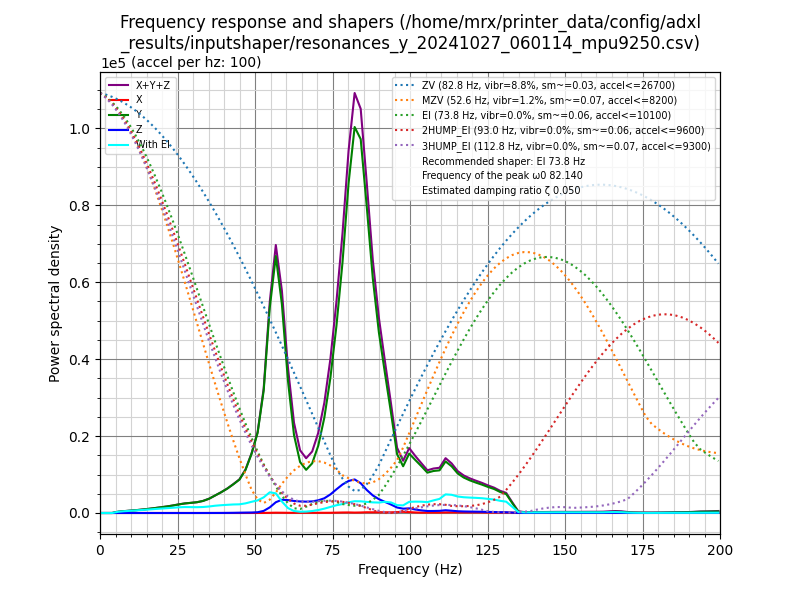 Frequency response and shapers (/home/mrx/printer_data/config/adxl
_results/inputshaper/resonances_y_20241027_060114_mpu9250.csv)
1e5 (accel per hz: 100)
X+Y+Z
X
Y
Z
With EI
ZV (82.8 Hz, vibr=8.8%, sm~=0.03, accel<=26700)
MZV (52.6 Hz, vibr=1.2%, sm~=0.07, accel<=8200)
EI (73.8 Hz, vibr=0.0%, sm~=0.06, accel<=10100)
2HUMP_EI (93.0 Hz, vibr=0.0%, sm~=0.06, accel<=9600)
3HUMP_EI (112.8 Hz, vibr=0.0%, sm~=0.07, accel<=9300)
Recommended shaper: EI 73.8 Hz
Frequency of the peak ω0 82.140
Estimated damping ratio ζ 0.050
Power spectral density
1.0
0.8
0.6
0.4
0.2
0.0
0 25 50 75 100 125 150 175 200
Frequency (Hz)